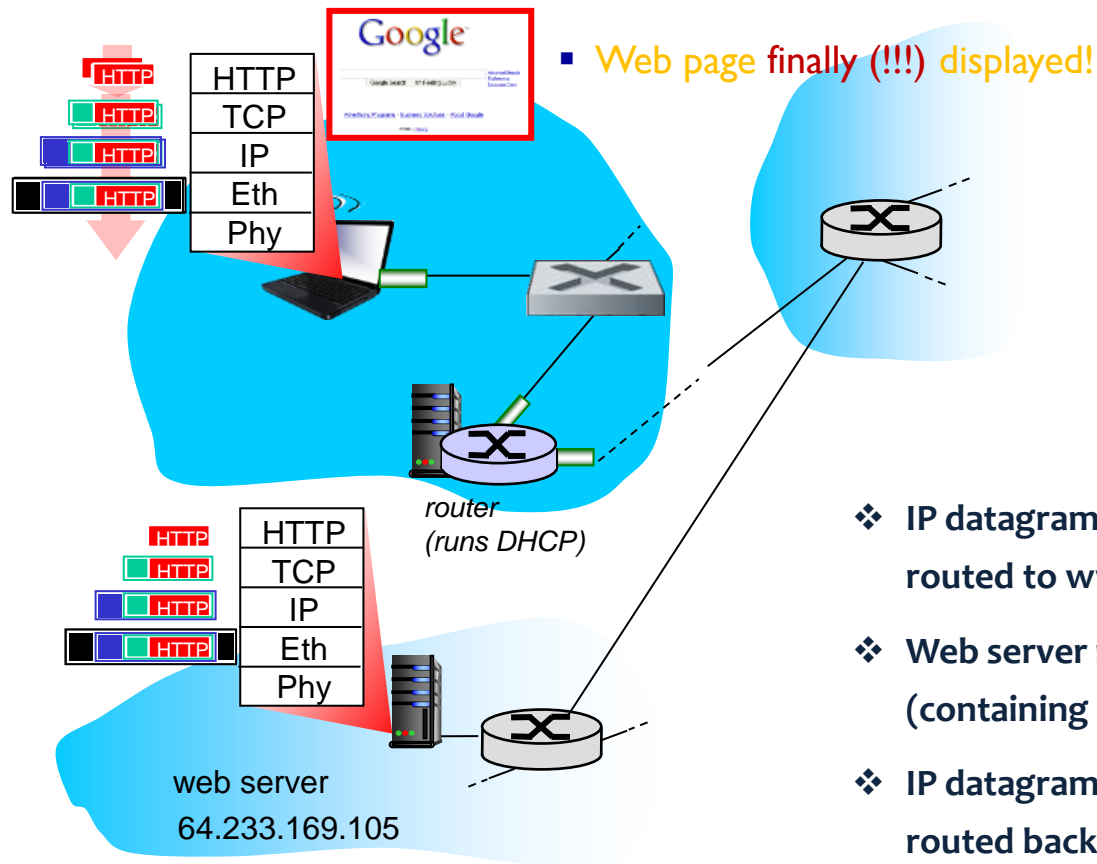 Google
Google Search
▪ Web page finally (!!!) displayed!
HTTP
HTTP
HTTP
HTTP
HTTP
TCP
IP
Eth
Phy
router
(runs DHCP)
HTTP
HTTP
HTTP
HTTP
HTTP
TCP
IP
Eth
Phy
web server
64.233.169.105
❖ IP datagram
routed to w
❖ Web server
(containing
❖ IP datagram
routed back